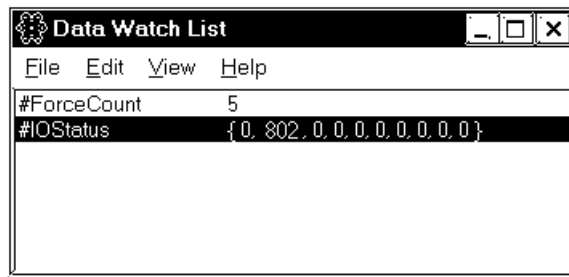 Data Watch List
File Edit View Help
#ForceCount 5
#IOStatus { 0, 802, 0, 0, 0, 0, 0, 0, 0, 0 }